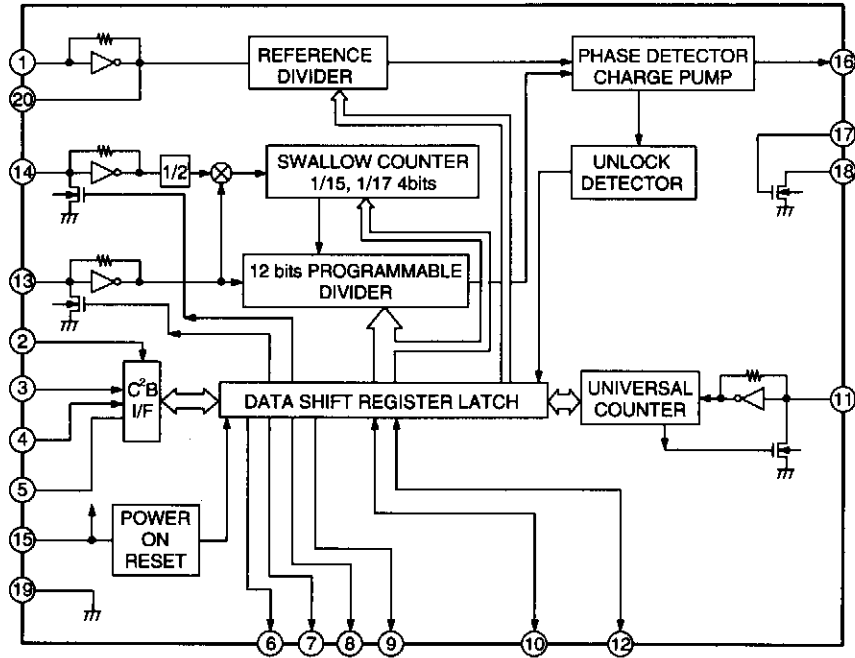 1
REFERENCE
DIVIDER
PHASE DETECTOR
CHARGE PUMP
16
20
17
14
1/2
SWALLOW COUNTER
1/15, 1/17 4bits
UNLOCK
DETECTOR
18
13
12 bits PROGRAMMABLE
DIVIDER
2
3
C²B
I/F
DATA SHIFT REGISTER LATCH
UNIVERSAL
COUNTER
11
4
5
15
POWER
ON
RESET
19
6
7
8
9
10
12